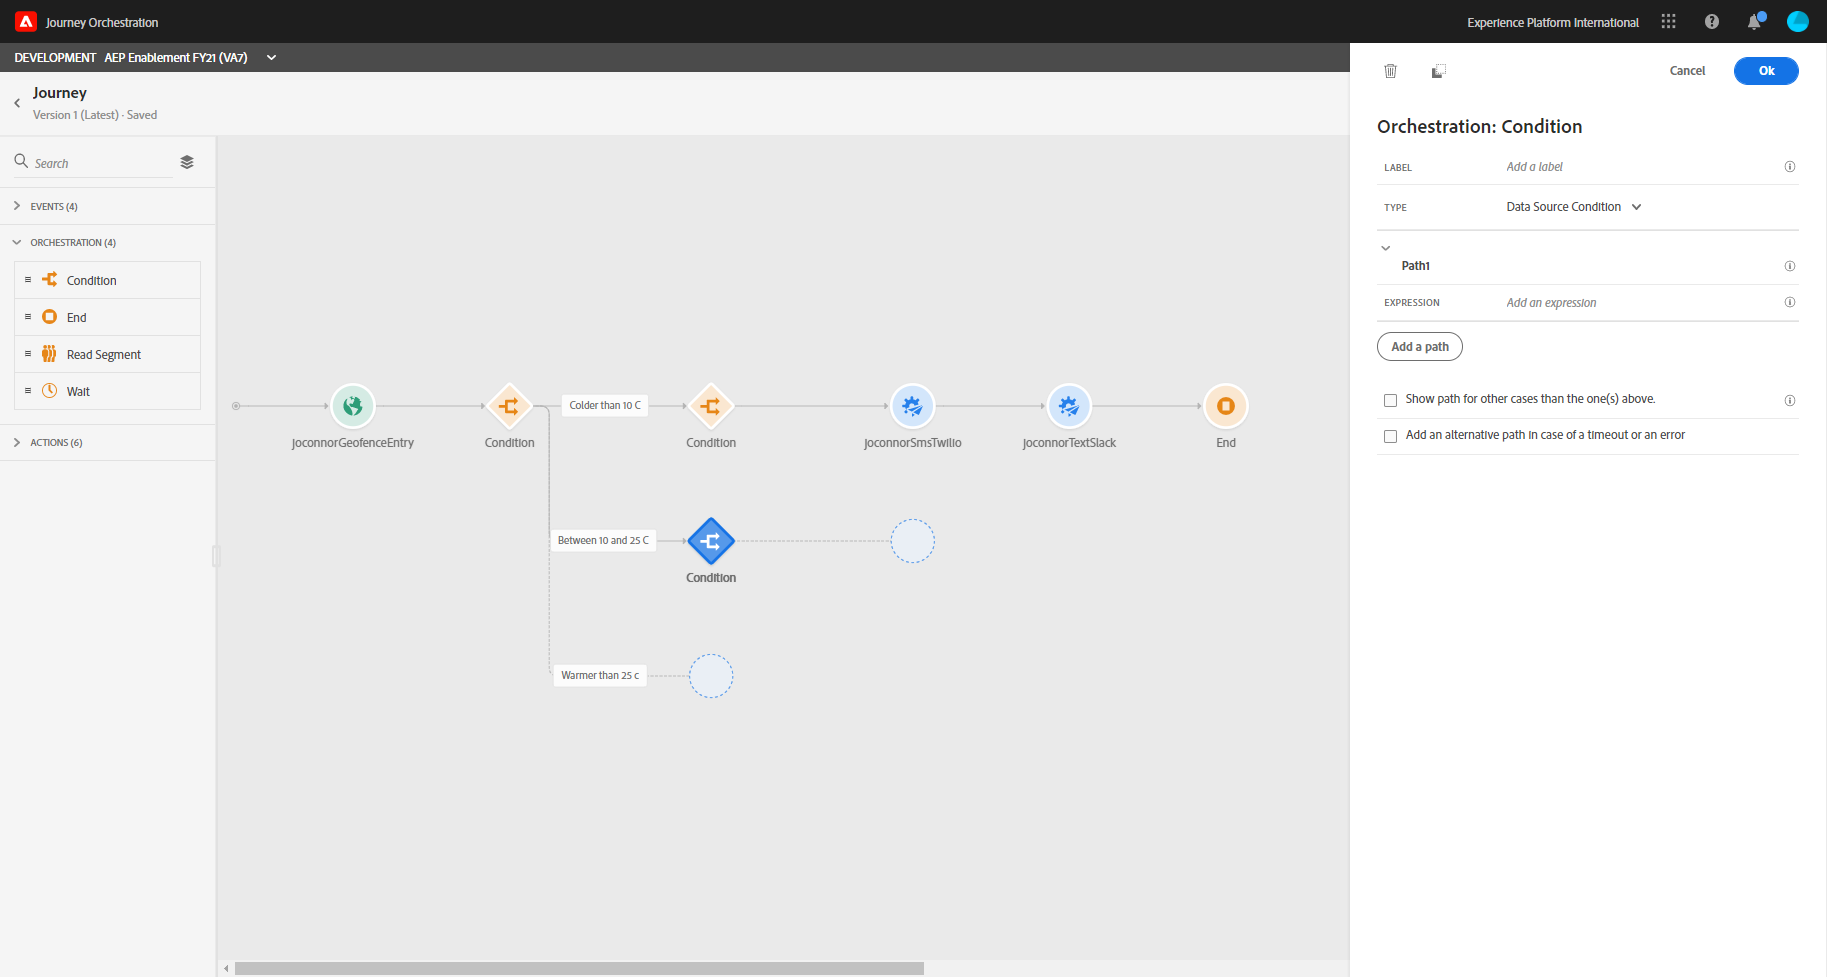 Journey Orchestration
Experience Platform International
DEVELOPMENT AEP Enablement FY21 (VA7)
Cancel
Ok
Journey
Version 1 (Latest) · Saved
Search
EVENTS (4)
ORCHESTRATION (4)
Condition
End
Read Segment
Wait
ACTIONS (6)
joconnorGeofenceEntry
Condition
Colder than 10 C
Condition
joconnorSmsTwilio
joconnorTextSlack
End
Between 10 and 25 C
Condition
Warmer than 25 c
Orchestration: Condition
LABEL Add a label
TYPE Data Source Condition
Path1
EXPRESSION Add an expression
Add a path
Show path for other cases than the one(s) above.
Add an alternative path in case of a timeout or an error